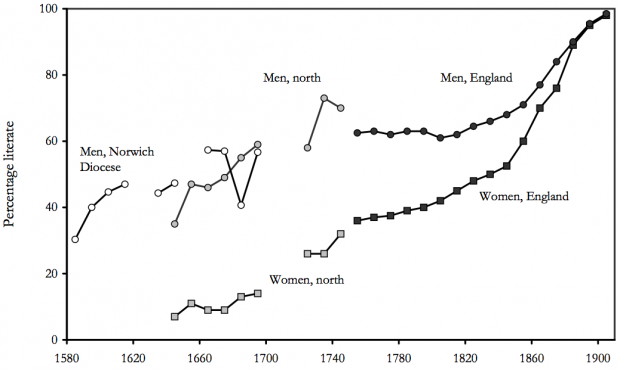 100
80
60
40
20
0
Percentage literate
Men, north
Men, England
Men, Norwich
Diocese
Women, England
Women, north
1580 1620 1660 1700 1740 1780 1820 1860 1900